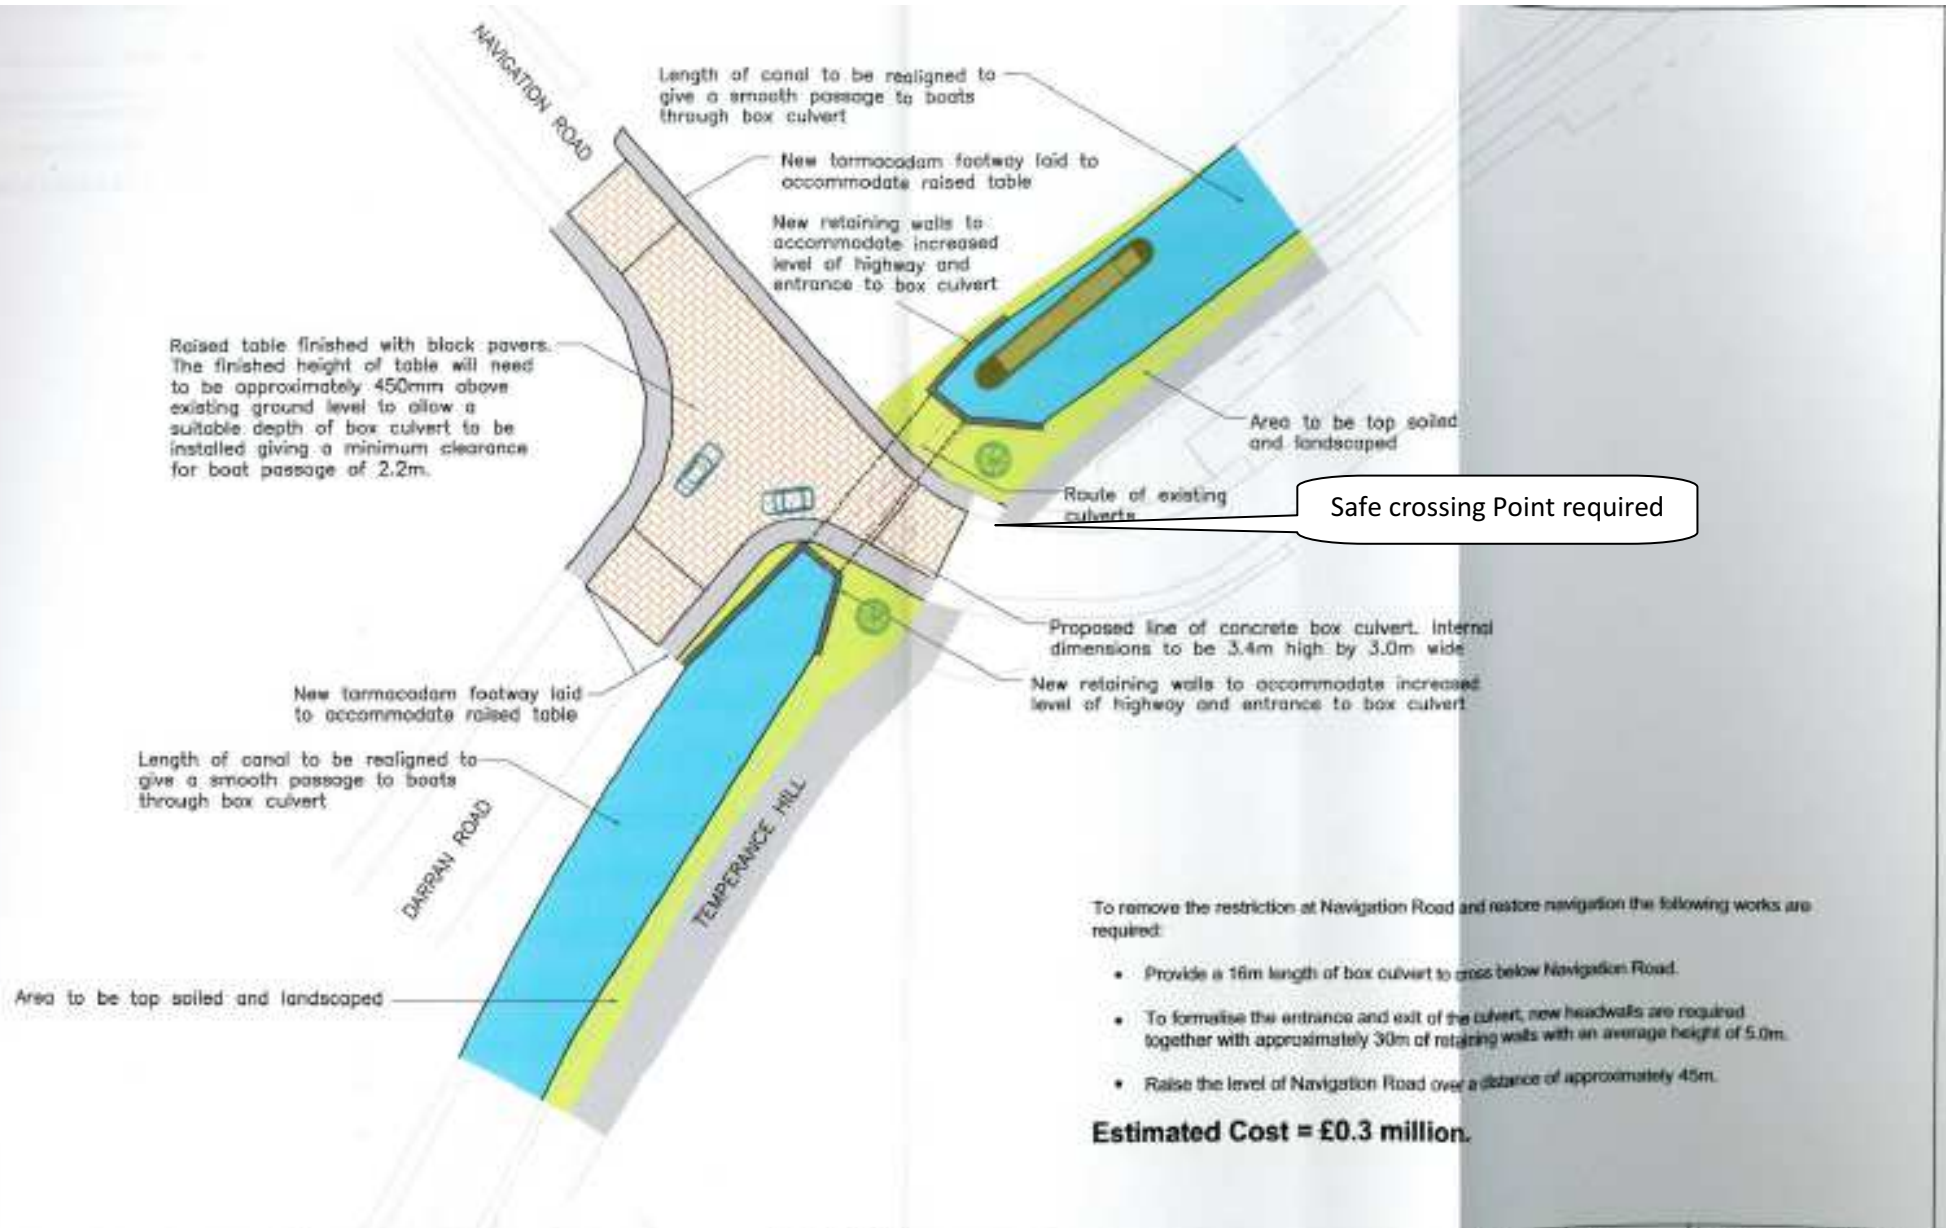 NAVIGATION ROAD
Length of canal to be realigned to
give a smooth passage to boats
through box culvert
New tarmacadam footway laid to
accommodate raised table
New retaining walls to
accommodate increased
level of highway and
entrance to box culvert
Raised table finished with block pavers.
The finished height of table will need
to be approximately 450mm above
existing ground level to allow a
suitable depth of box culvert to be
installed giving a minimum clearance
for boat passage of 2.2m.
Area to be top soiled
and landscaped
Route of existing
culverts
Safe crossing Point required
Proposed line of concrete box culvert. Internal
dimensions to be 3.4m high by 3.0m wide
New retaining walls to accommodate increased
level of highway and entrance to box culvert
New tarmacadam footway laid
to accommodate raised table
Length of canal to be realigned to
give a smooth passage to boats
through box culvert
DARRAN ROAD
TEMPERANCE HILL
Area to be top soiled and landscaped
To remove the restriction at Navigation Road and restore navigation the following works are
required:
• Provide a 16m length of box culvert to cross below Navigation Road.
• To formalise the entrance and exit of the culvert, new headwalls are required
together with approximately 30m of retaining walls with an average height of 5.0m.
• Raise the level of Navigation Road over a distance of approximately 45m.
Estimated Cost = £0.3 million.